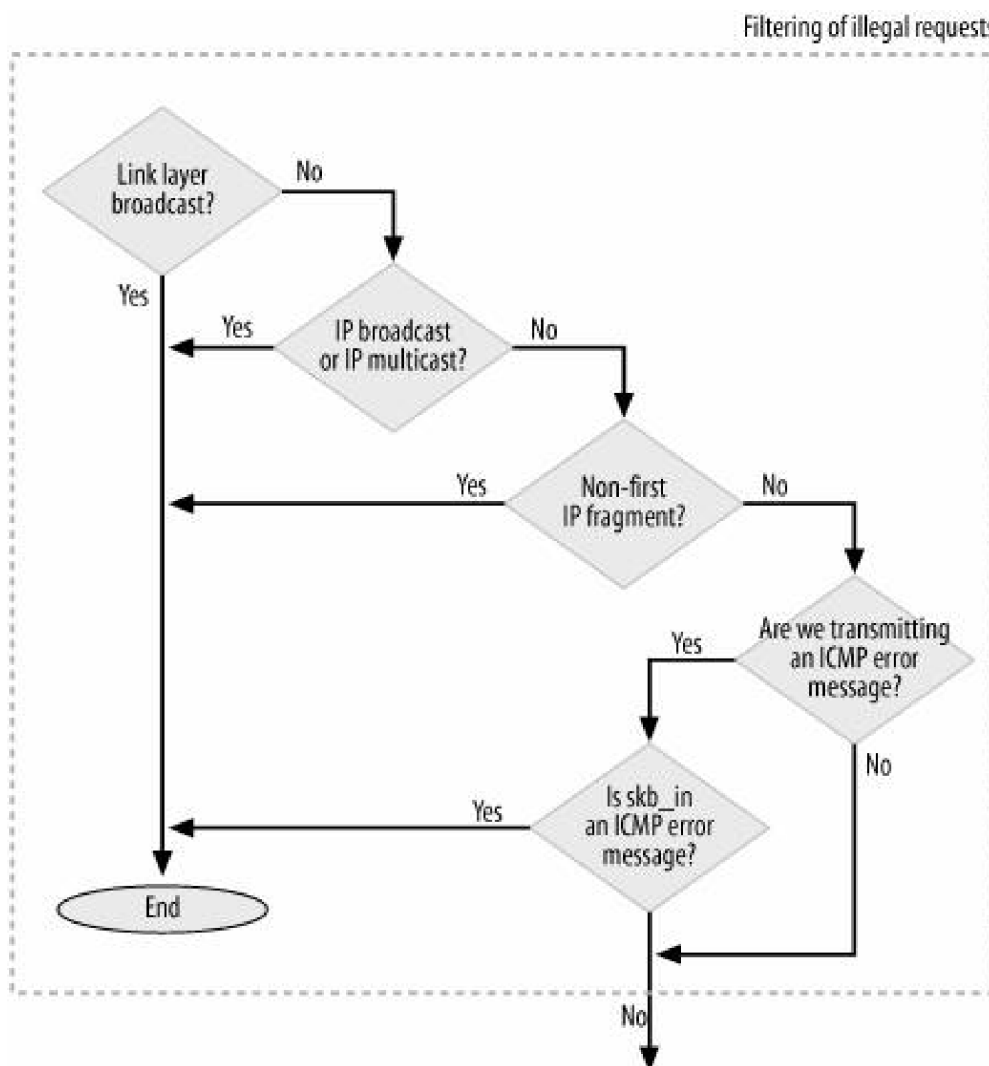 Filtering of illegal requests
Link layer
broadcast?
No
Yes
IP broadcast
or IP multicast?
Yes
No
Non-first
IP fragment?
Yes
No
Are we transmitting
an ICMP error
message?
Yes
No
Is skb_in
an ICMP error
message?
Yes
End
No